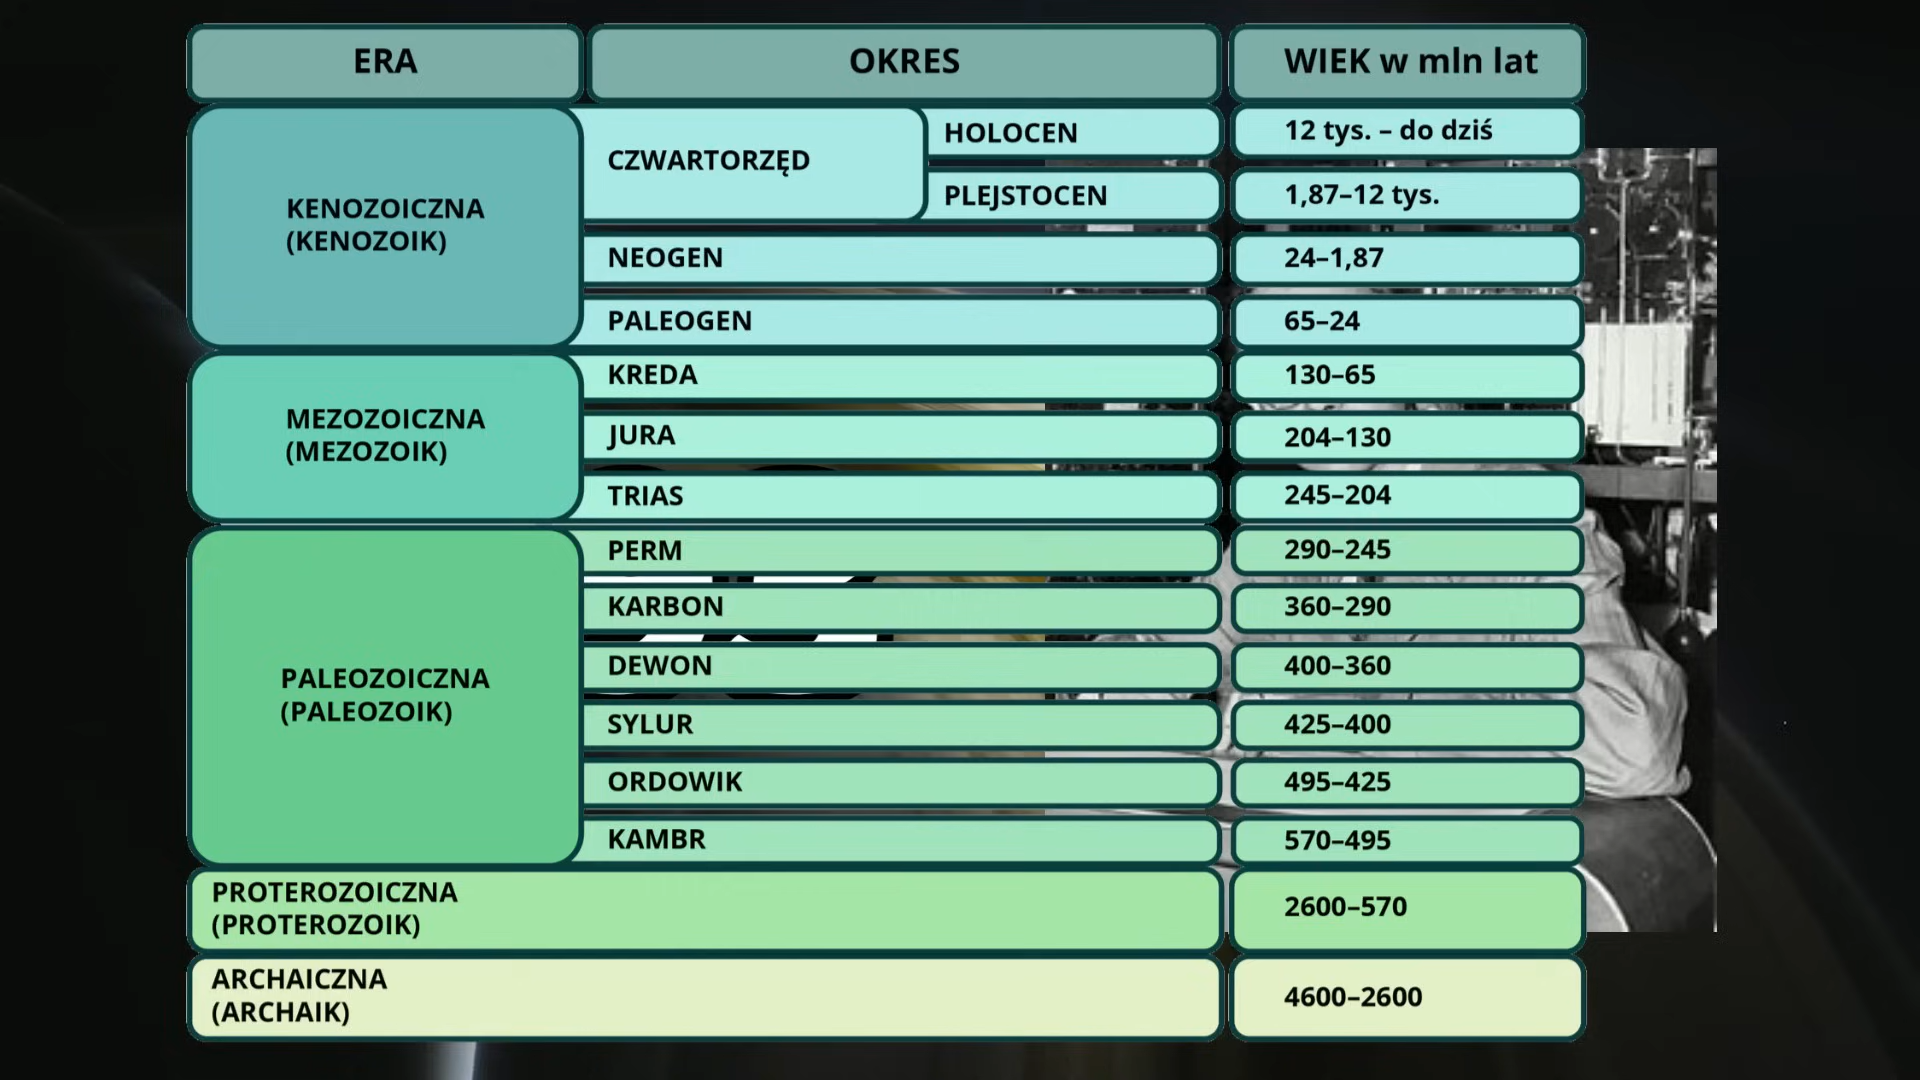 ERA OKRES WIEK w mln lat
KENOZOICZNA
(KENOZOIK)
CZWARTORZĘD
HOLOCEN 12 tys. – do dziś
PLEJSTOCEN 1,87–12 tys.
NEOGEN 24–1,87
PALEOGEN 65–24
MEZOZOICZNA
(MEZOZOIK)
KREDA 130–65
JURA 204–130
TRIAS 245–204
PALEOZOICZNA
(PALEOZOIK)
PERM 290–245
KARBON 360–290
DEWON 400–360
SYLUR 425–400
ORDOWIK 495–425
KAMBR 570–495
PROTEROZOICZNA
(PROTEROZOIK)
2600–570
ARCHAICZNA
(ARCHAIK)
4600–2600